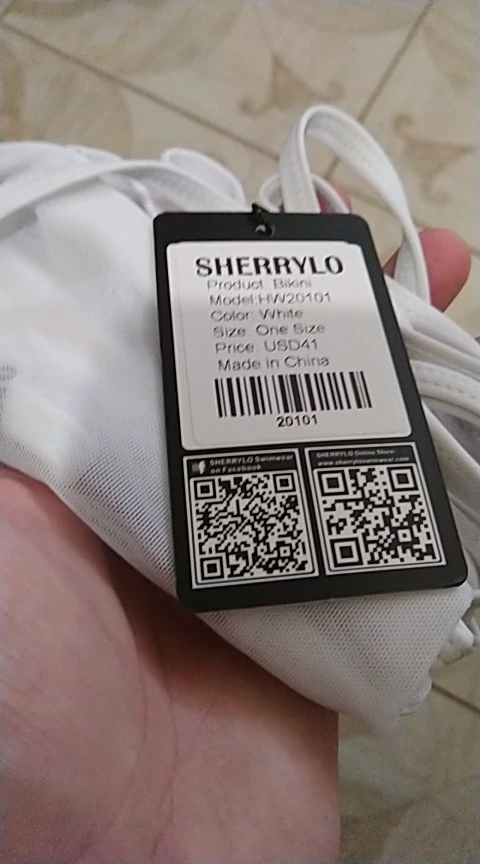 SHERRYLO
Product: Bikini
Model:HW20101
Color: White
Size: One Size
Price: USD41
Made in China
20101
SHERRYLO Swimwear
on Facebook
SHERRYLO Online Store:
www.sherryloswimwear.com